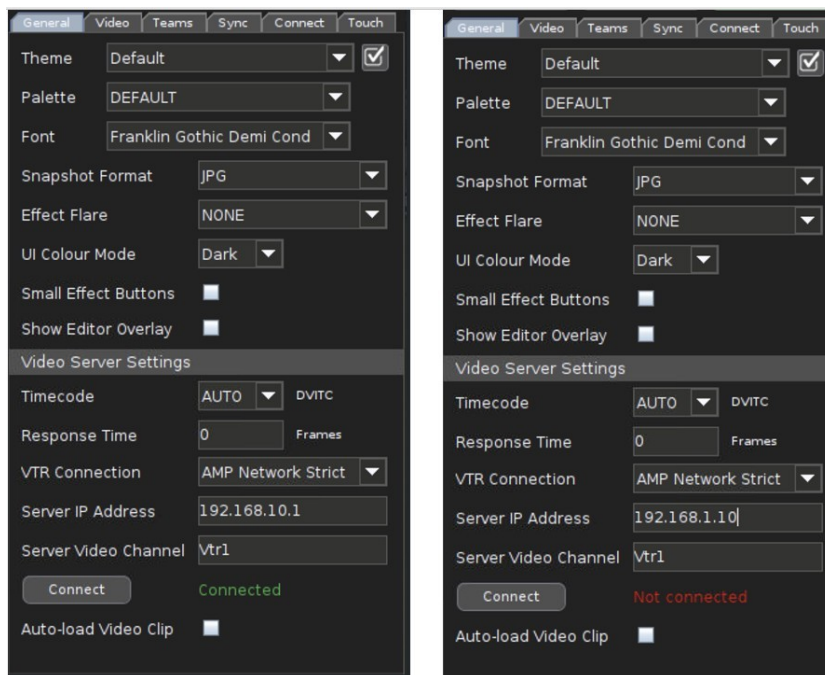 General Video Teams Sync Connect Touch
Theme Default
Palette DEFAULT
Font Franklin Gothic Demi Cond
Snapshot Format JPG
Effect Flare NONE
UI Colour Mode Dark
Small Effect Buttons
Show Editor Overlay
Video Server Settings
Timecode AUTO DVITC
Response Time 0 Frames
VTR Connection AMP Network Strict
Server IP Address 192.168.10.1
Server Video Channel Vtr1
Connect Connected
Auto-load Video Clip
General Video Teams Sync Connect Touch
Theme Default
Palette DEFAULT
Font Franklin Gothic Demi Cond
Snapshot Format JPG
Effect Flare NONE
UI Colour Mode Dark
Small Effect Buttons
Show Editor Overlay
Video Server Settings
Timecode AUTO DVITC
Response Time 0 Frames
VTR Connection AMP Network Strict
Server IP Address 192.168.1.10
Server Video Channel Vtr1
Connect Not connected
Auto-load Video Clip